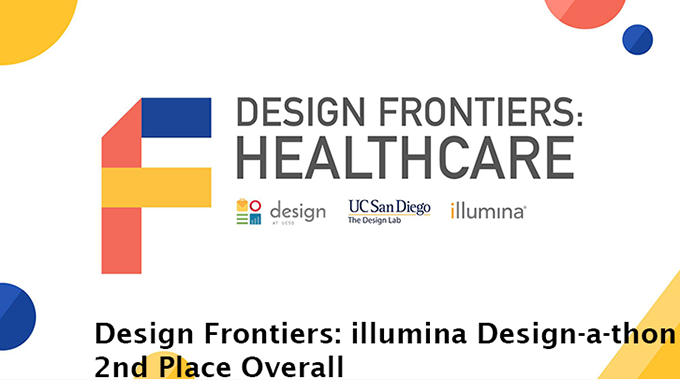 DESIGN FRONTIERS:
HEALTHCARE
design
AT UCSD
UC San Diego
The Design Lab
illumina®
Design Frontiers: illumina Design-a-thon
2nd Place Overall